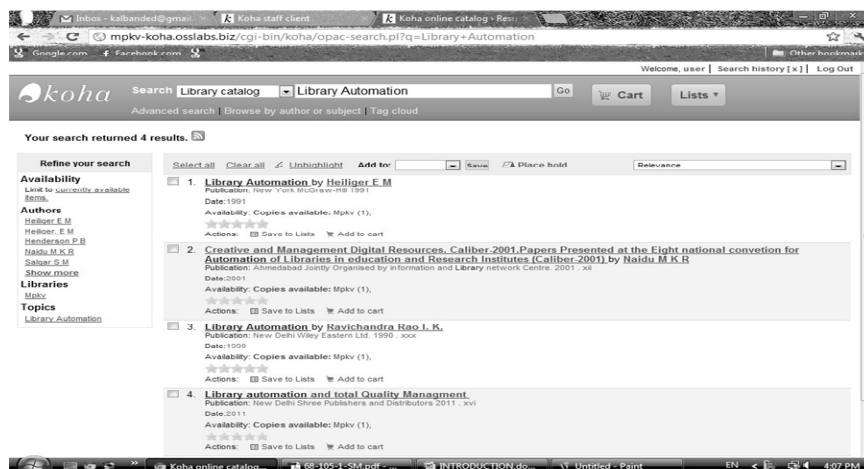 Inbox - kalbanded@gmail.
Koha staff client
Koha online catalog › Resu
mpkv-koha.osslabs.biz/cgi-bin/koha/opac-search.pl?q=Library+Automation
Google.com
Facebook.com
Other bookmark
Welcome, user | Search history [x] | Log Out
koha
Search Library catalog Library Automation Go
Cart
Lists
Advanced search | Browse by author or subject | Tag cloud
Your search returned 4 results.
Refine your search
Availability
Limit to currently available
items.
Authors
Heiliger E M
Heiliger, E M
Henderson P B
Naidu M K R
Salgar S M
Show more
Libraries
Mpkv
Topics
Library Automation
Select all Clear all Unhighlight Add to: Save Place hold Relevance
1. Library Automation by Heiliger E M
Publication: New York McGraw-Hill 1991
Date:1991
Availability: Copies available: Mpkv (1),
Actions: Save to Lists Add to cart
2. Creative and Management Digital Resources. Caliber-2001.Papers Presented at the Eight national convetion for
Automation of Libraries in education and Research Institutes (Caliber-2001) by Naidu M K R
Publication: Ahmedabad Jointly Organised by information and Library network Centre. 2001 . xii
Date:2001
Availability: Copies available: Mpkv (1),
Actions: Save to Lists Add to cart
3. Library Automation by Ravichandra Rao I. K.
Publication: New Delhi Wiley Eastern Ltd. 1990 . xxx
Date:1990
Availability: Copies available: Mpkv (1),
Actions: Save to Lists Add to cart
4. Library automation and total Quality Managment
Publication: New Delhi Shree Publishers and Distributors 2011 . xvi
Date:2011
Availability: Copies available: Mpkv (1),
Actions: Save to Lists Add to cart
Koha online catalog... 68-105-1-SM.pdf - ... INTRODUCTION.do... Untitled - Paint EN 4:07 PM